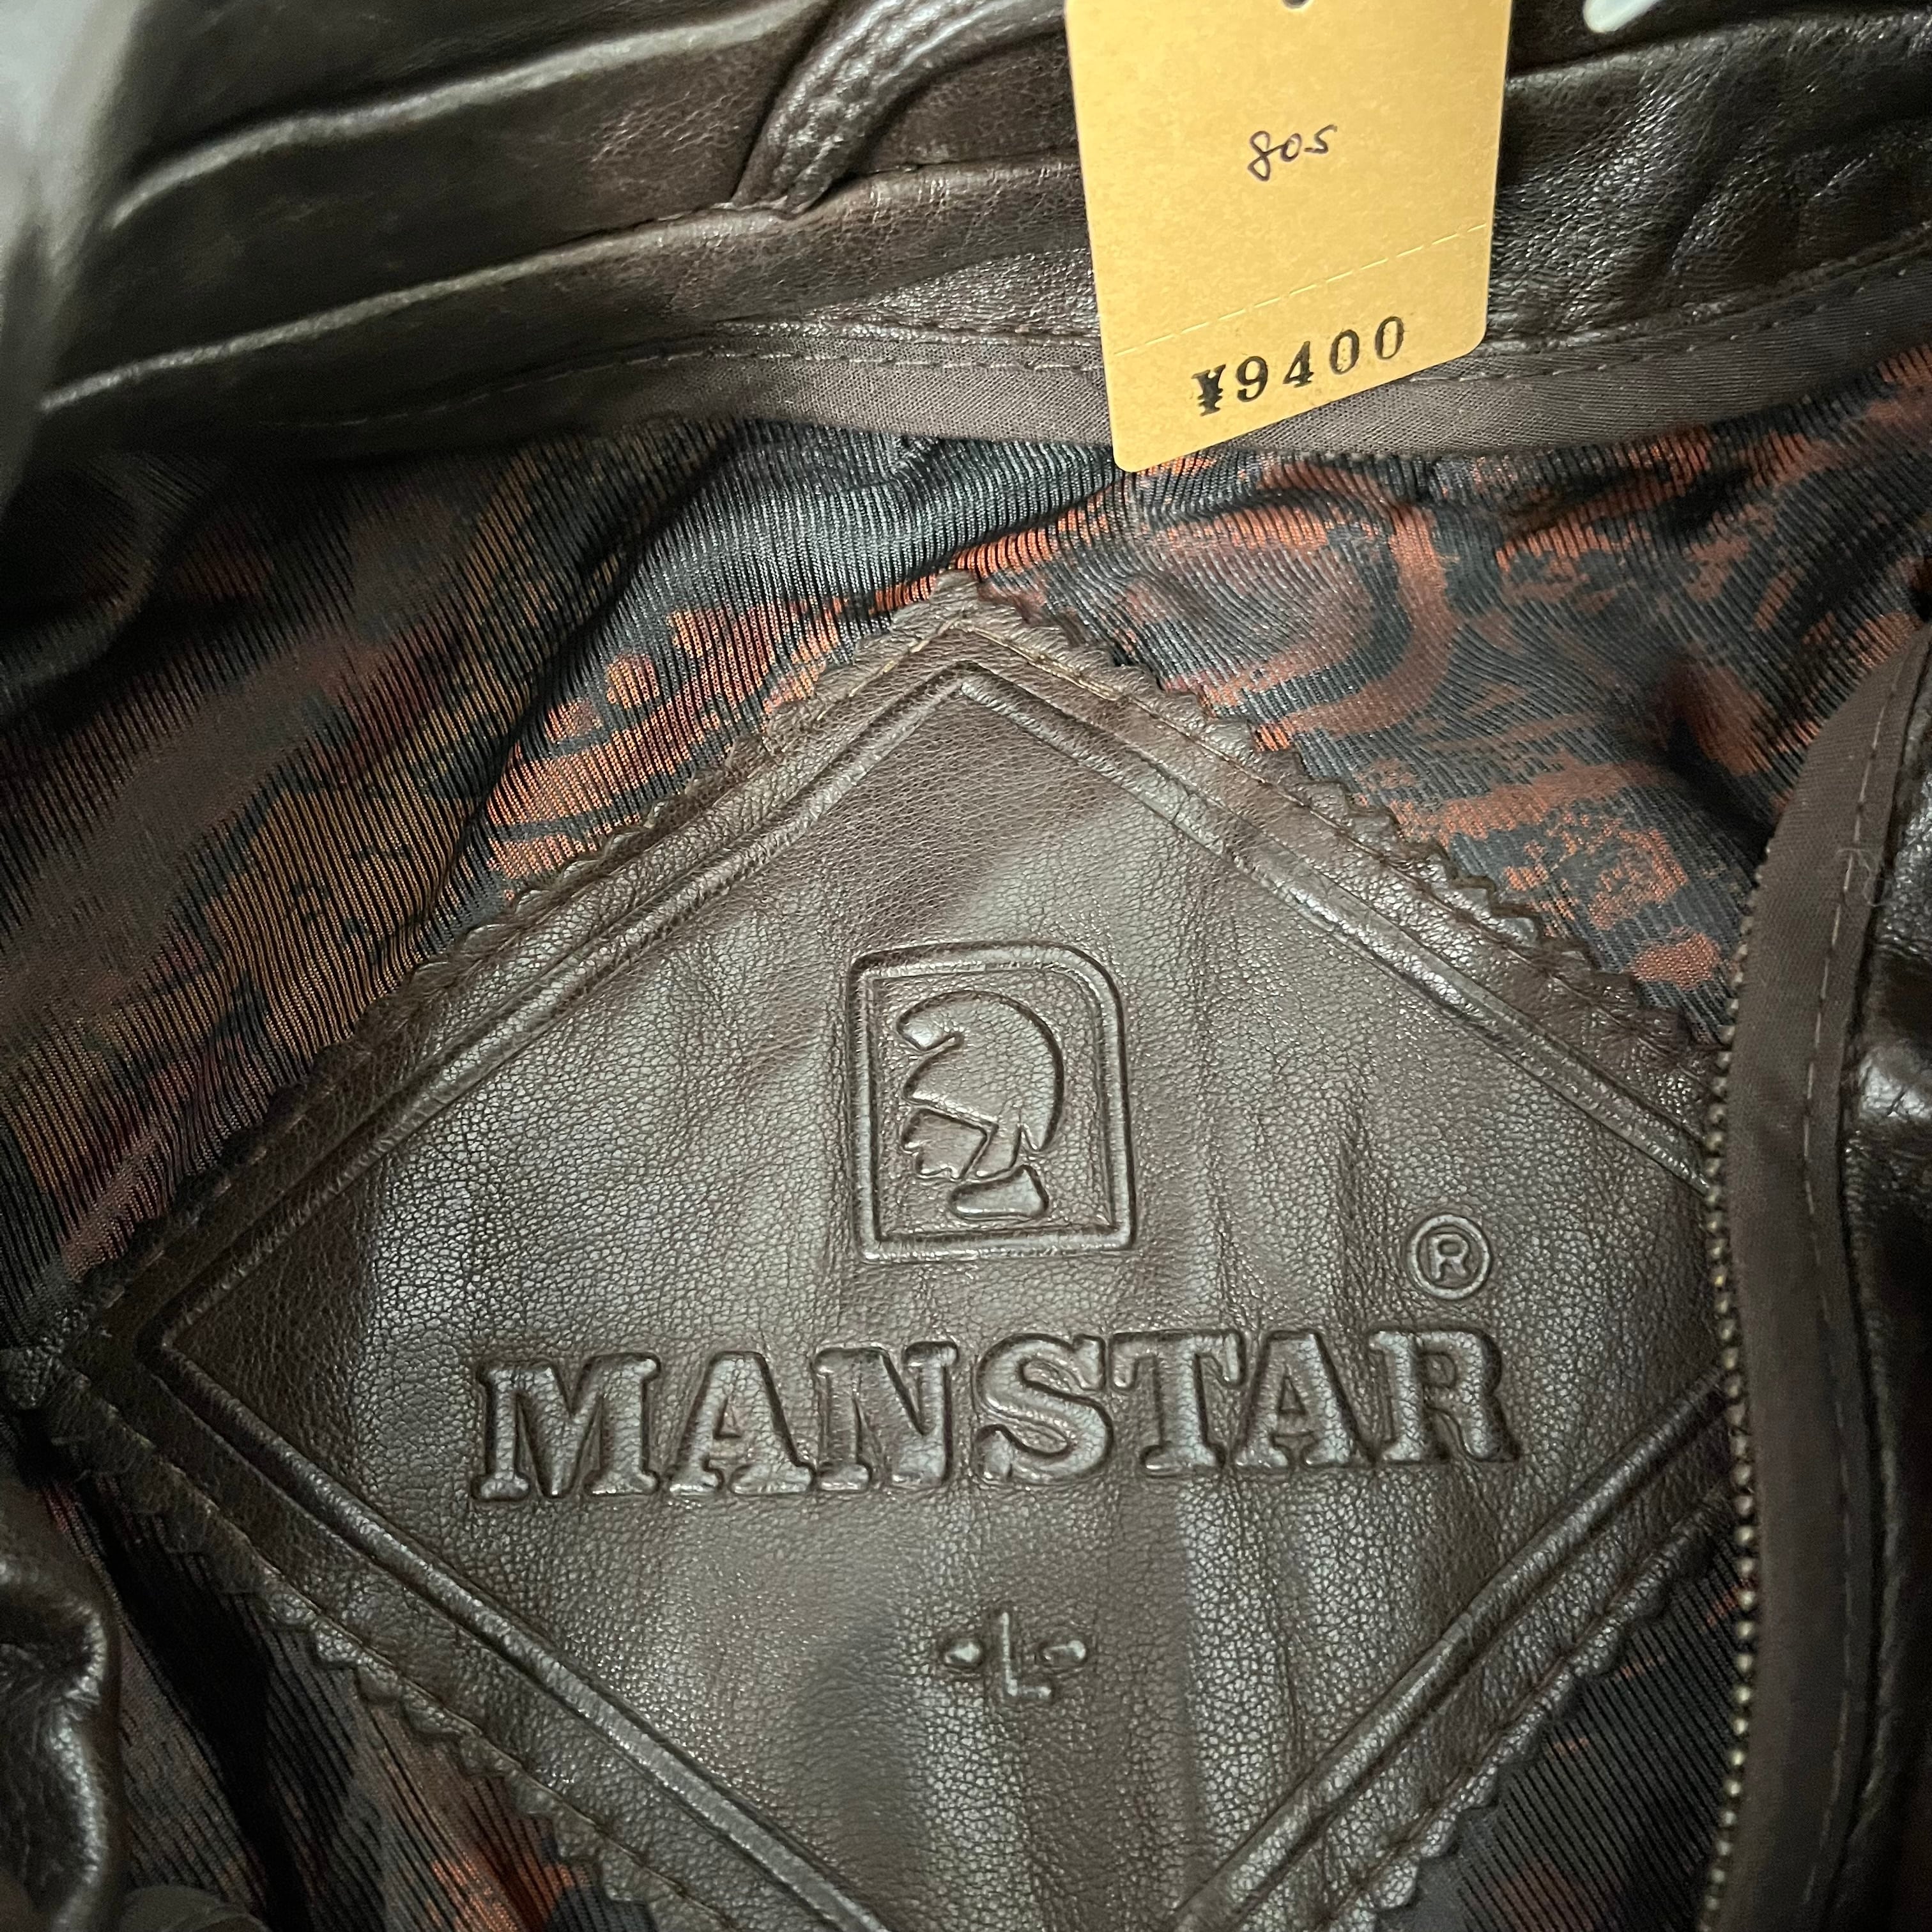 80s
¥9400
®
MANSTAR
-L-